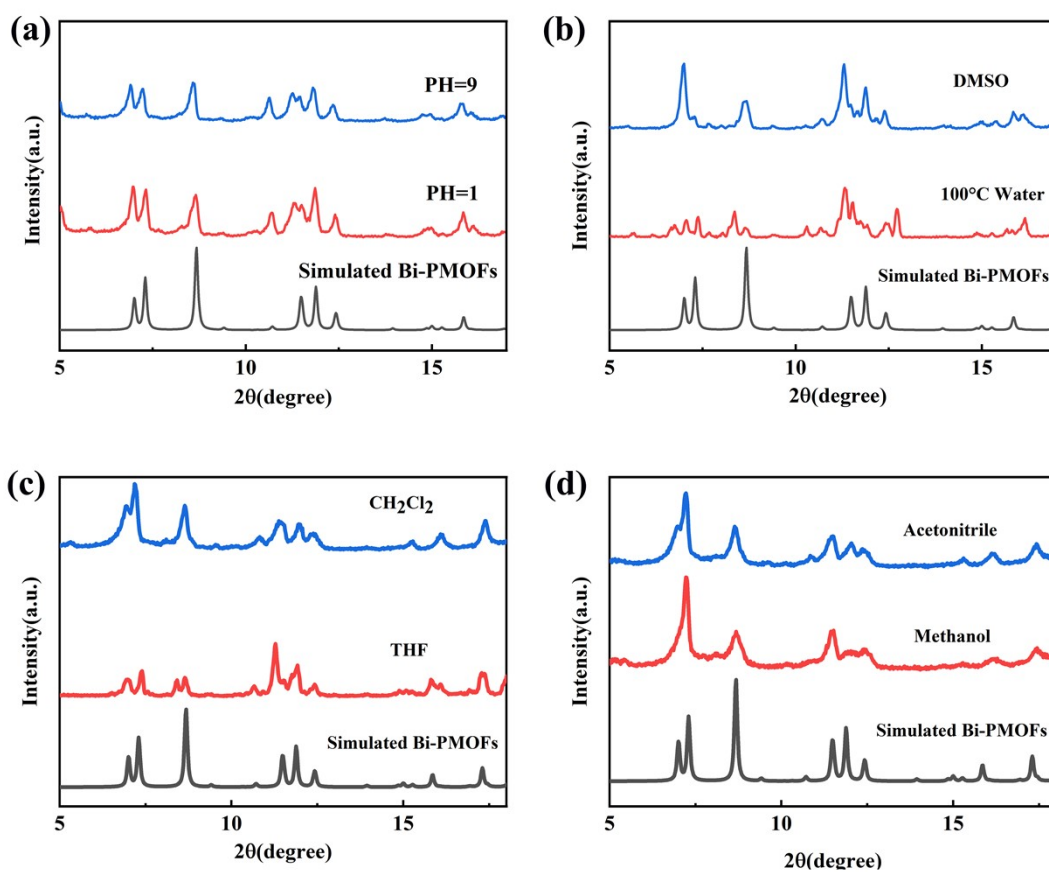 (a)
PH=9
PH=1
Simulated Bi-PMOFs
Intensity(a.u.)
5 10 15
2θ(degree)
(b)
DMSO
100°C Water
Simulated Bi-PMOFs
Intensity(a.u.)
5 10 15
2θ(degree)
(c)
CH₂Cl₂
THF
Simulated Bi-PMOFs
Intensity(a.u.)
5 10 15
2θ(degree)
(d)
Acetonitrile
Methanol
Simulated Bi-PMOFs
Intensity(a.u.)
5 10 15
2θ(degree)